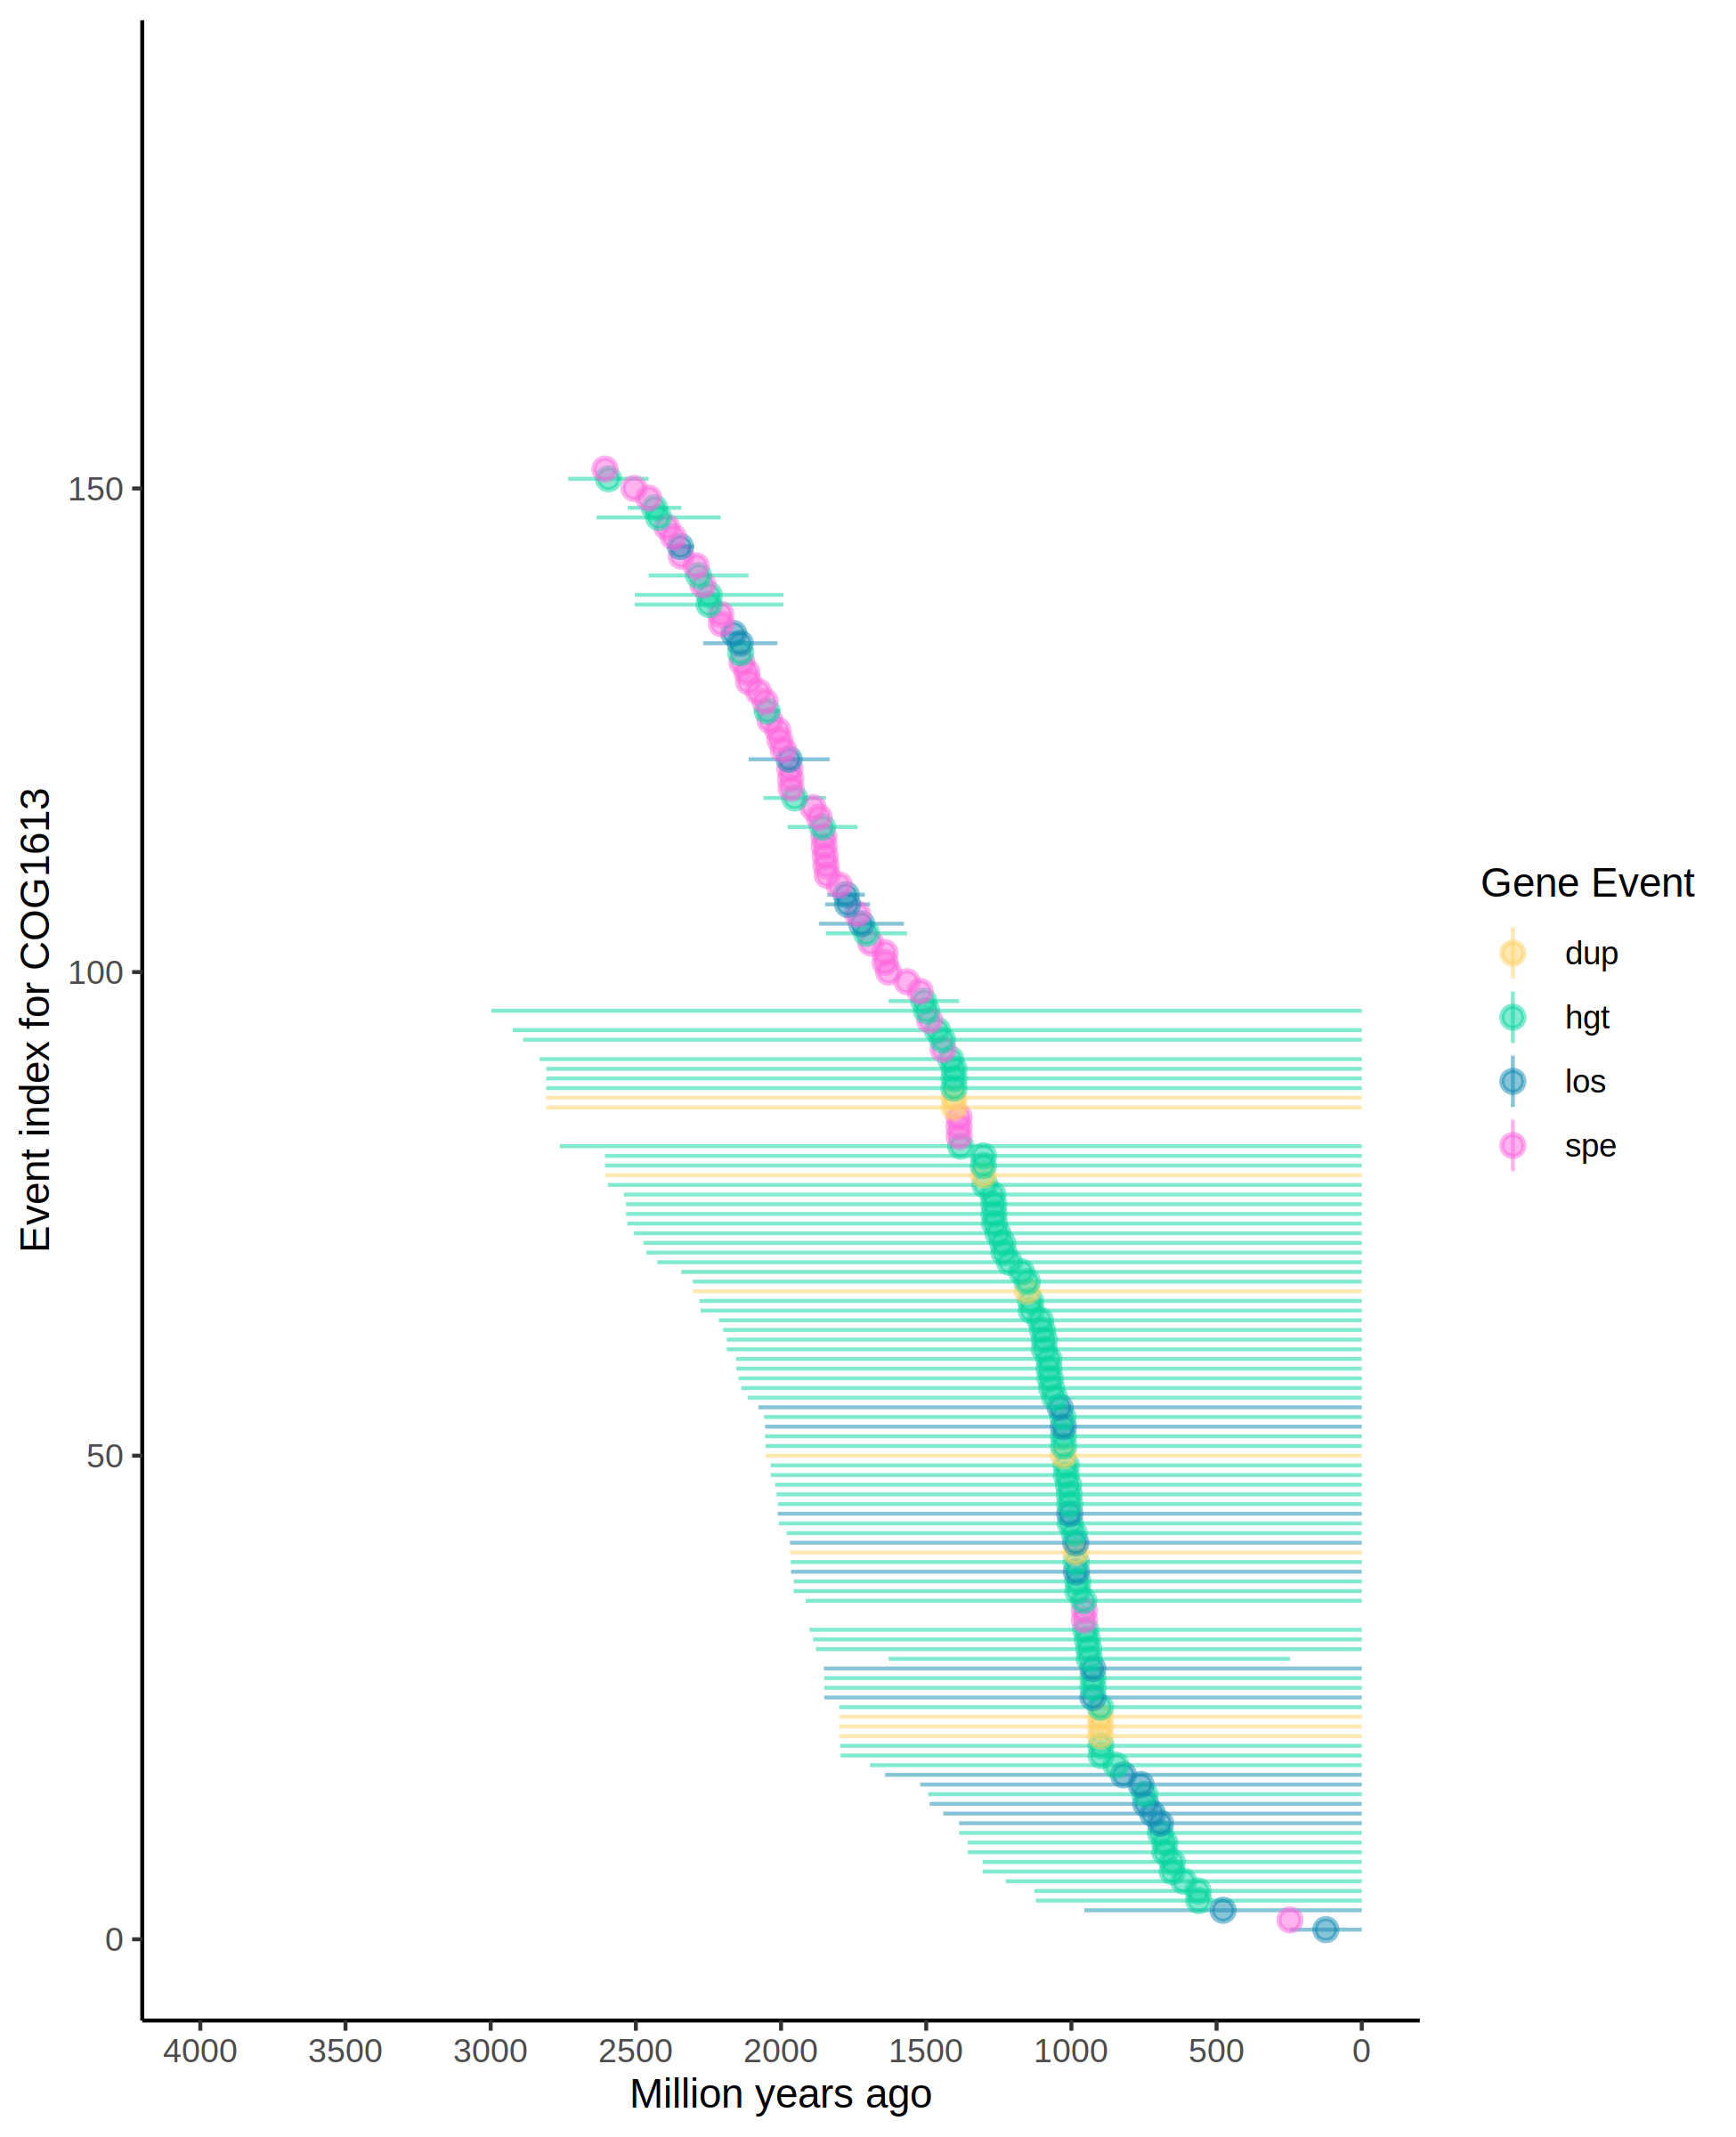 Event index for COG1613
150
100
50
0
4000 3500 3000 2500 2000 1500 1000 500 0
Million years ago
Gene Event
dup
hgt
los
spe